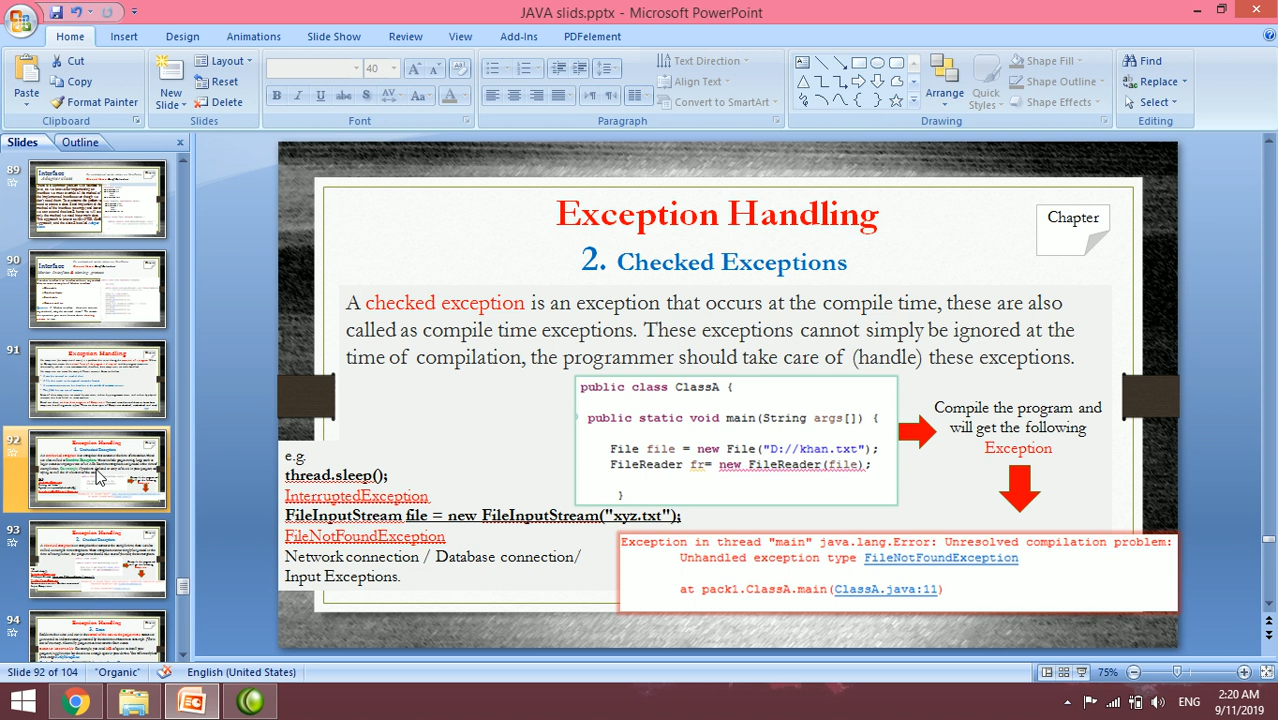 JAVA slids.pptx - Microsoft PowerPoint
Home Insert Design Animations Slide Show Review View Add-Ins PDFelement
Paste Cut Copy Format Painter Clipboard
New Slide Layout Reset Delete Slides
40
Font
Paragraph
Text Direction Align Text Convert to SmartArt
Arrange Quick Styles Shape Fill Shape Outline Shape Effects
Drawing
Find Replace Select Editing
Slides Outline
89
90
91
92
93
94
Exception Handling
Chapter
2. Checked Exceptions
A checked exception is an exception that occurs at the compile time, these are also
called as compile time exceptions. These exceptions cannot simply be ignored at the
time of compilation, the programmer should take care of (handle) these exceptions.
public class ClassA {
public static void main(String args[]) {
File file = new File("D://khan.txt");
FileReader fr= new FileReader(file);
}
Compile the program and
will get the following
Exception
e.g.
thread.sleep();
InterruptedException
FileInputStream file = new FileInputStream("xyz.txt");
FileNotFoundException
Network connection / Database connection
Input Exceptions.
Exception in thread "main" java.lang.Error: Unresolved compilation problem:
Unhandled exception type FileNotFoundException
at pack1.ClassA.main(ClassA.java:11)
Slide 92 of 104 "Organic" English (United States) 75%
ENG 2:20 AM
9/11/2019